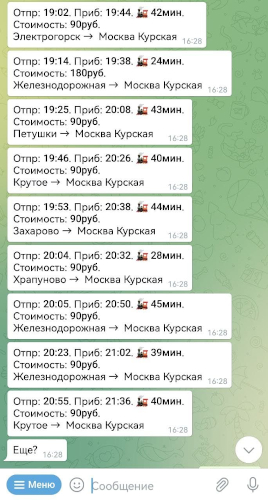 Отпр: 19:02. Приб: 19:44. 🚂 42мин.
Стоимость: 90руб.
Электрогорск → Москва Курская
16:28
Отпр: 19:14. Приб: 19:38. 🚂 24мин.
Стоимость: 180руб.
Железнодорожная → Москва Курская
16:28
Отпр: 19:25. Приб: 20:08. 🚂 43мин.
Стоимость: 90руб.
Петушки → Москва Курская
16:28
Отпр: 19:46. Приб: 20:26. 🚂 40мин.
Стоимость: 90руб.
Крутое → Москва Курская
16:28
Отпр: 19:53. Приб: 20:38. 🚂 44мин.
Стоимость: 90руб.
Захарово → Москва Курская
16:28
Отпр: 20:04. Приб: 20:32. 🚂 28мин.
Стоимость: 90руб.
Храпуново → Москва Курская
16:28
Отпр: 20:05. Приб: 20:50. 🚂 45мин.
Стоимость: 90руб.
Железнодорожная → Москва Курская
16:28
Отпр: 20:23. Приб: 21:02. 🚂 39мин.
Стоимость: 90руб.
Железнодорожная → Москва Курская
16:28
Отпр: 20:55. Приб: 21:36. 🚂 40мин.
Стоимость: 90руб.
Крутое → Москва Курская
16:28
Еще? 16:28
Меню Сообщение